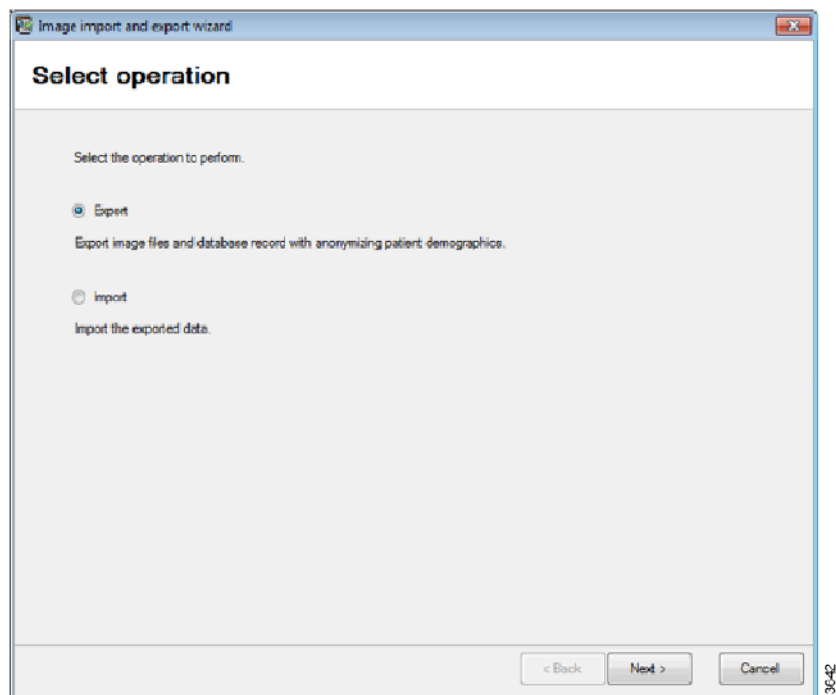 Image import and export wizard
Select operation
Select the operation to perform.
Export
Export image files and database record with anonymizing patient demographics.
Import
Import the exported data.
< Back
Next >
Cancel
3642